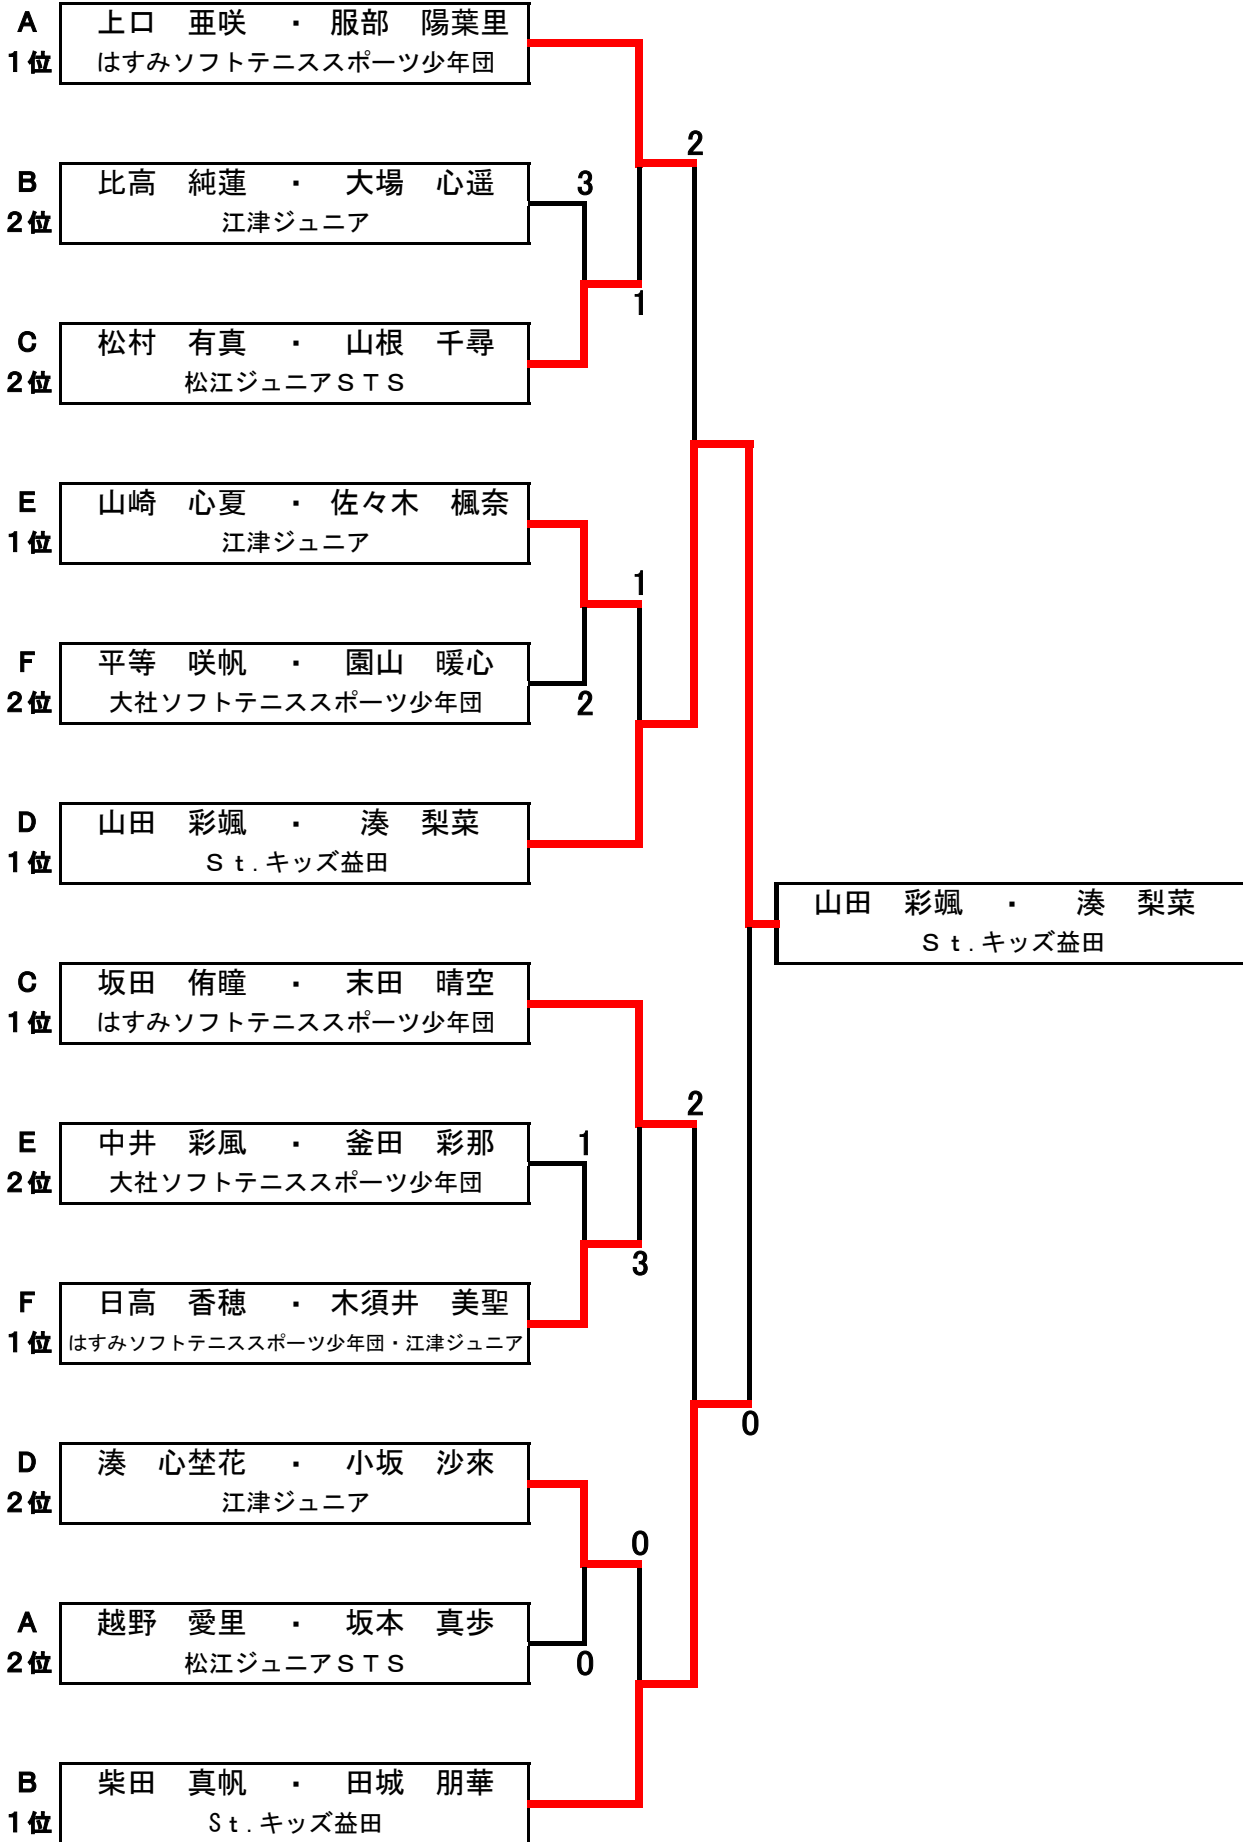 A
1位
上口　亜咲　・　服部　陽葉里
はすみソフトテニススポーツ少年団
2
B
2位
比高　純蓮　・　大場　心遥
江津ジュニア
3
1
C
2位
松村　有真　・　山根　千尋
松江ジュニアＳＴＳ
E
1位
山崎　心夏　・　佐々木　楓奈
江津ジュニア
1
F
2位
平等　咲帆　・　園山　暖心
大社ソフトテニススポーツ少年団
2
D
1位
山田　彩颯　・　湊　梨菜
Ｓｔ.キッズ益田
山田　彩颯　・　湊　梨菜
Ｓｔ.キッズ益田
C
1位
坂田　侑瞳　・　末田　晴空
はすみソフトテニススポーツ少年団
2
E
2位
中井　彩風　・　釜田　彩那
大社ソフトテニススポーツ少年団
1
3
F
1位
日高　香穂　・　木須井　美聖
はすみソフトテニススポーツ少年団・江津ジュニア
0
D
2位
湊　心埜花　・　小坂　沙來
江津ジュニア
0
A
2位
越野　愛里　・　坂本　真歩
松江ジュニアＳＴＳ
0
B
1位
柴田　真帆　・　田城　朋華
Ｓｔ.キッズ益田